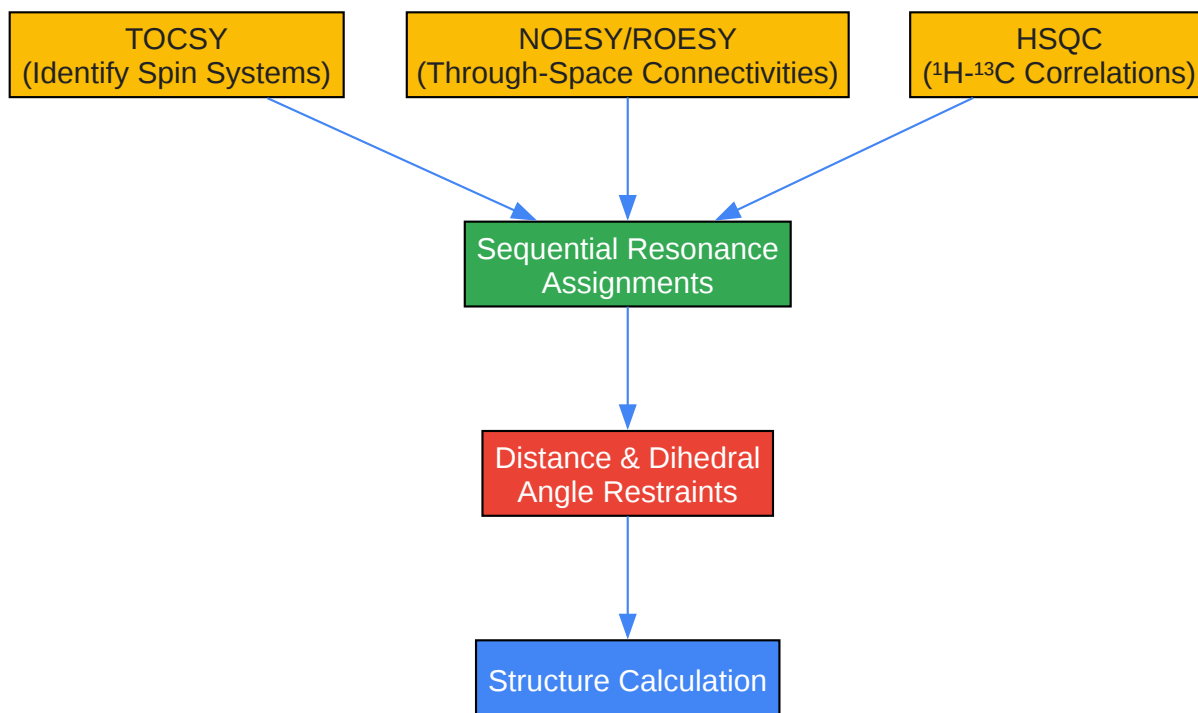 TOCSY
(Identify Spin Systems)
NOESY/ROESY
(Through-Space Connectivities)
HSQC
(¹H-¹³C Correlations)
Sequential Resonance
Assignments
Distance & Dihedral
Angle Restraints
Structure Calculation